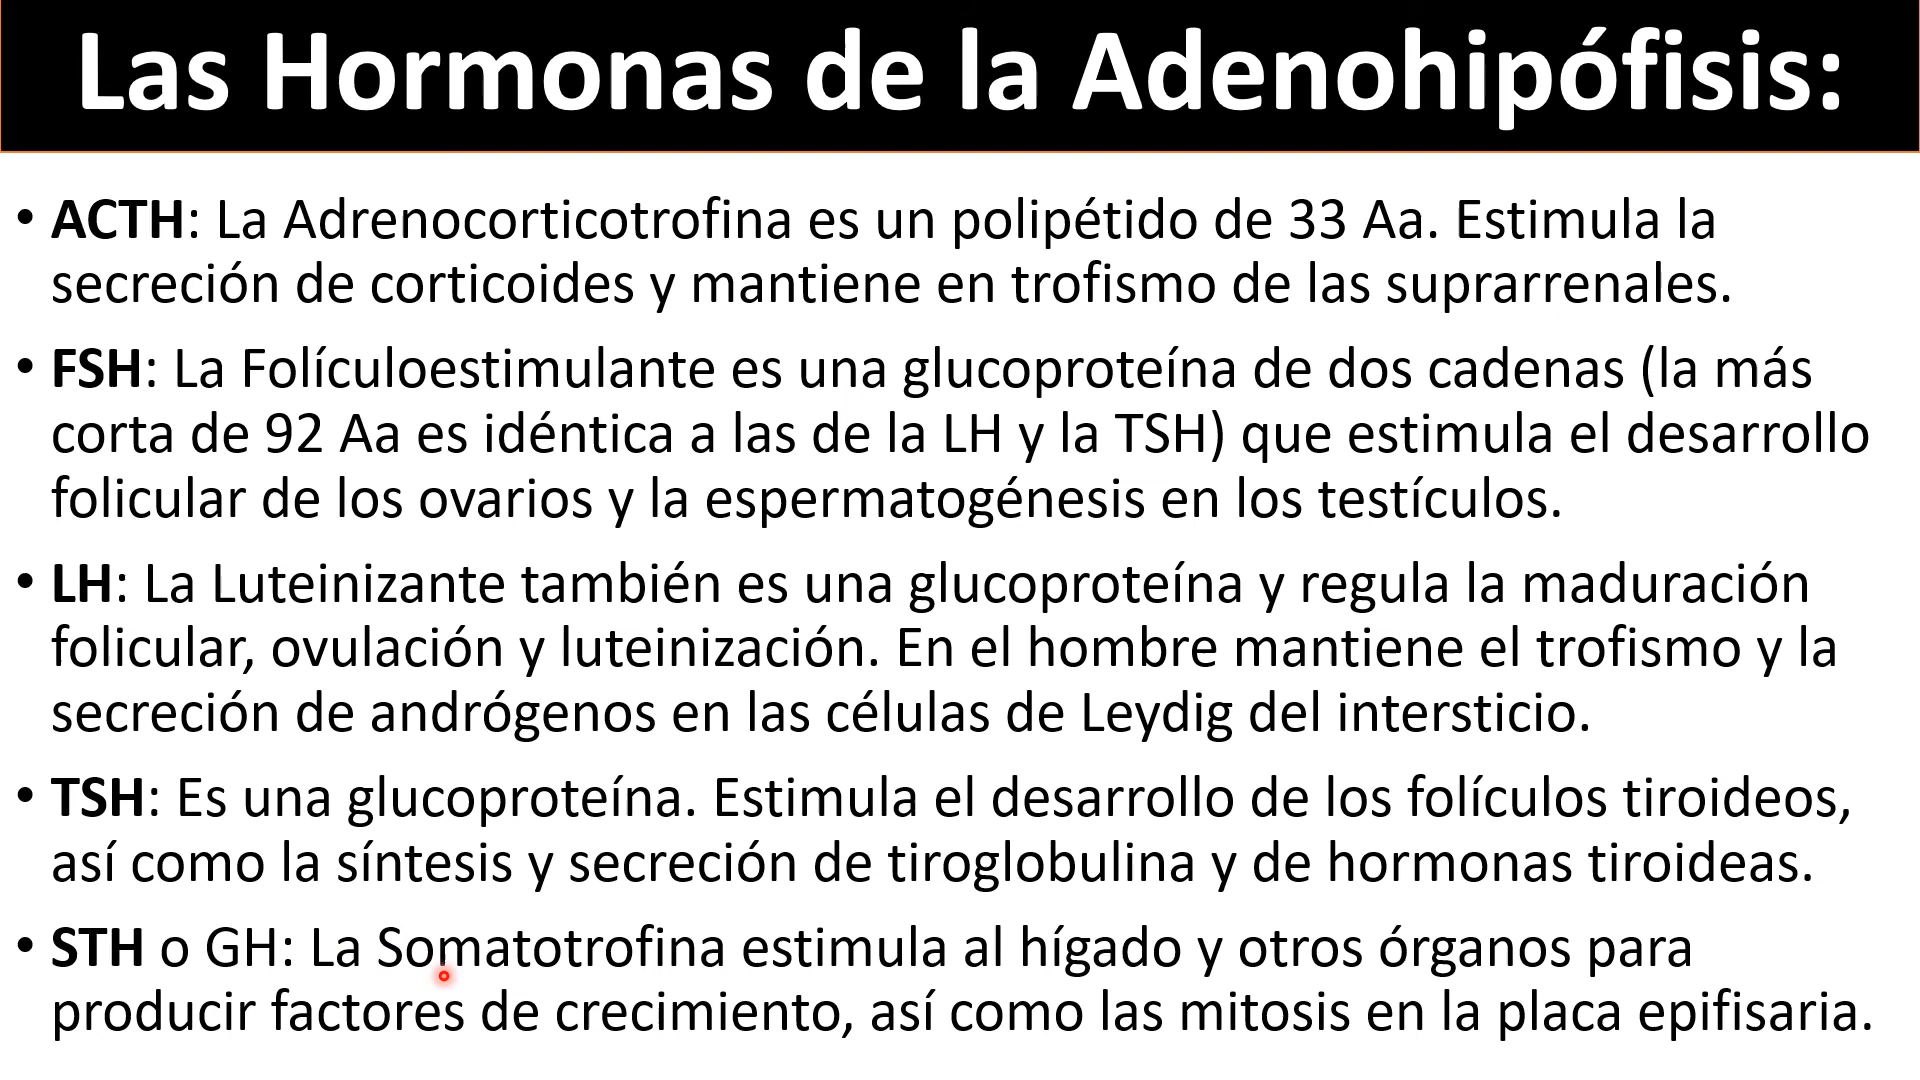 Las Hormonas de la Adenohipófisis:
• ACTH: La Adrenocorticotrofina es un polipétido de 33 Aa. Estimula la
secreción de corticoides y mantiene en trofismo de las suprarrenales.
• FSH: La Folículoestimulante es una glucoproteína de dos cadenas (la más
corta de 92 Aa es idéntica a las de la LH y la TSH) que estimula el desarrollo
folicular de los ovarios y la espermatogénesis en los testículos.
• LH: La Luteinizante también es una glucoproteína y regula la maduración
folicular, ovulación y luteinización. En el hombre mantiene el trofismo y la
secreción de andrógenos en las células de Leydig del intersticio.
• TSH: Es una glucoproteína. Estimula el desarrollo de los folículos tiroideos,
así como la síntesis y secreción de tiroglobulina y de hormonas tiroideas.
• STH o GH: La Somatotrofina estimula al hígado y otros órganos para
producir factores de crecimiento, así como las mitosis en la placa epifisaria.